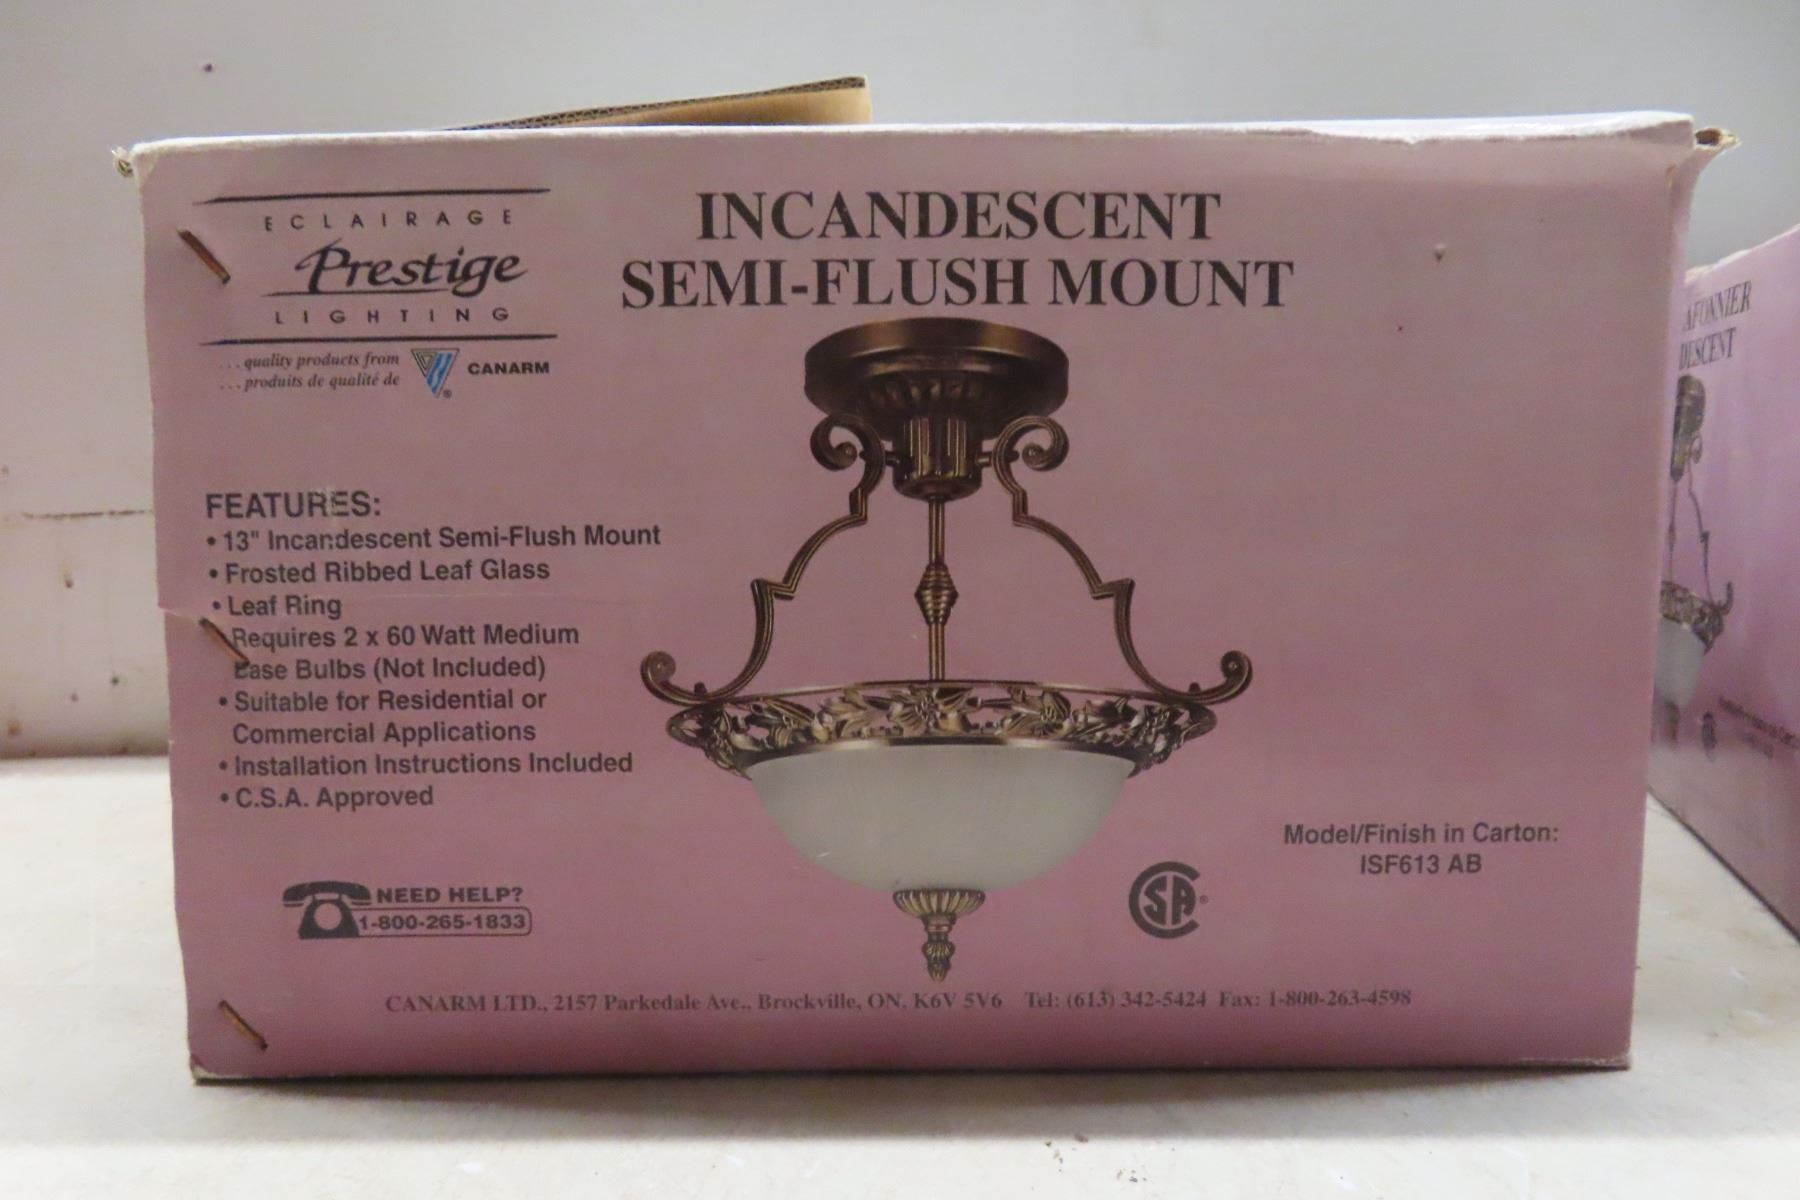 ECLAIRAGE
Prestige
LIGHTING
...quality products from
...produits de qualité de
CANARM
INCANDESCENT
SEMI-FLUSH MOUNT
FEATURES:
• 13" Incandescent Semi-Flush Mount
• Frosted Ribbed Leaf Glass
• Leaf Ring
Requires 2 x 60 Watt Medium
Base Bulbs (Not Included)
• Suitable for Residential or
Commercial Applications
• Installation Instructions Included
• C.S.A. Approved
NEED HELP?
1-800-265-1833
CSA®
Model/Finish in Carton:
ISF613 AB
CANARM LTD., 2157 Parkedale Ave., Brockville, ON, K6V 5V6 Tel: (613) 342-5424 Fax: 1-800-263-4598
AFONNIER
DESCENT